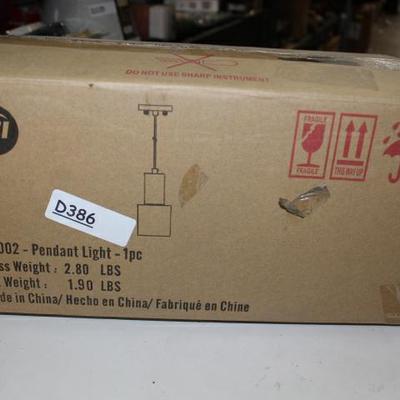 DO NOT USE SHARP INSTRUMENT
FRAGILE
FRAGILE
THIS WAY UP
D386
002 - Pendant Light - 1pc
ss Weight : 2.80 LBS
Weight : 1.90 LBS
de in China/ Hecho en China/ Fabriqué en Chine